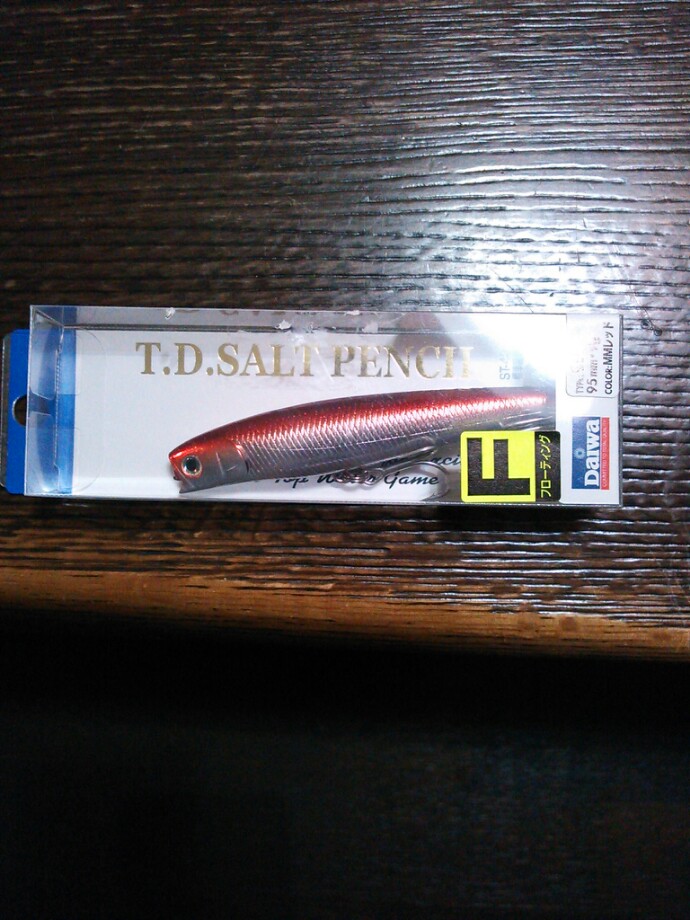 T.D.SALT PENCIL
Top Water Game
F
フローティング
95mm
COLOR:MMレッド
Daiwa